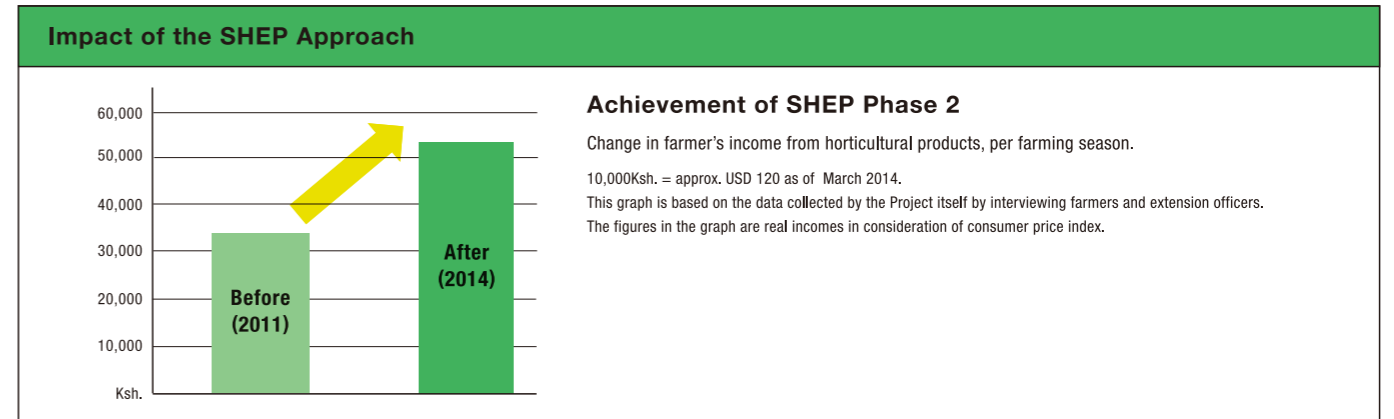 Impact of the SHEP Approach
60,000
50,000
40,000
30,000
20,000
10,000
Ksh.
Before
(2011)
After
(2014)
Achievement of SHEP Phase 2
Change in farmer's income from horticultural products, per farming season.
10,000Ksh. = approx. USD 120 as of March 2014.
This graph is based on the data collected by the Project itself by interviewing farmers and extension officers.
The figures in the graph are real incomes in consideration of consumer price index.